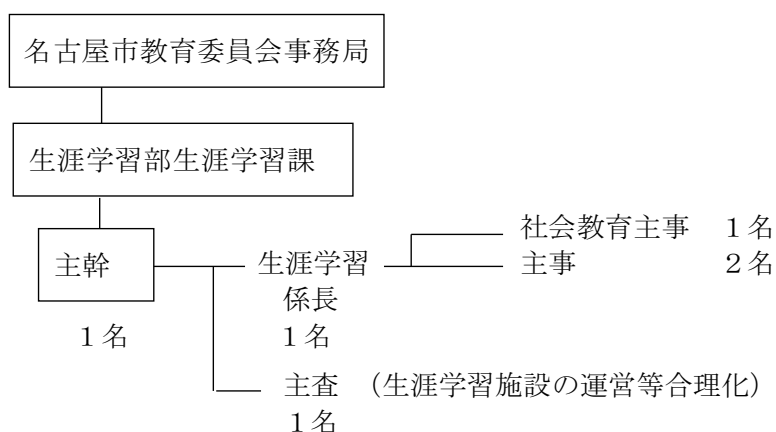 名古屋市教育委員会事務局
生涯学習部生涯学習課
社会教育主事　１名
主幹
生涯学習
主事　　　　　２名
係長
１名
１名
主査　（生涯学習施設の運営等合理化）
１名